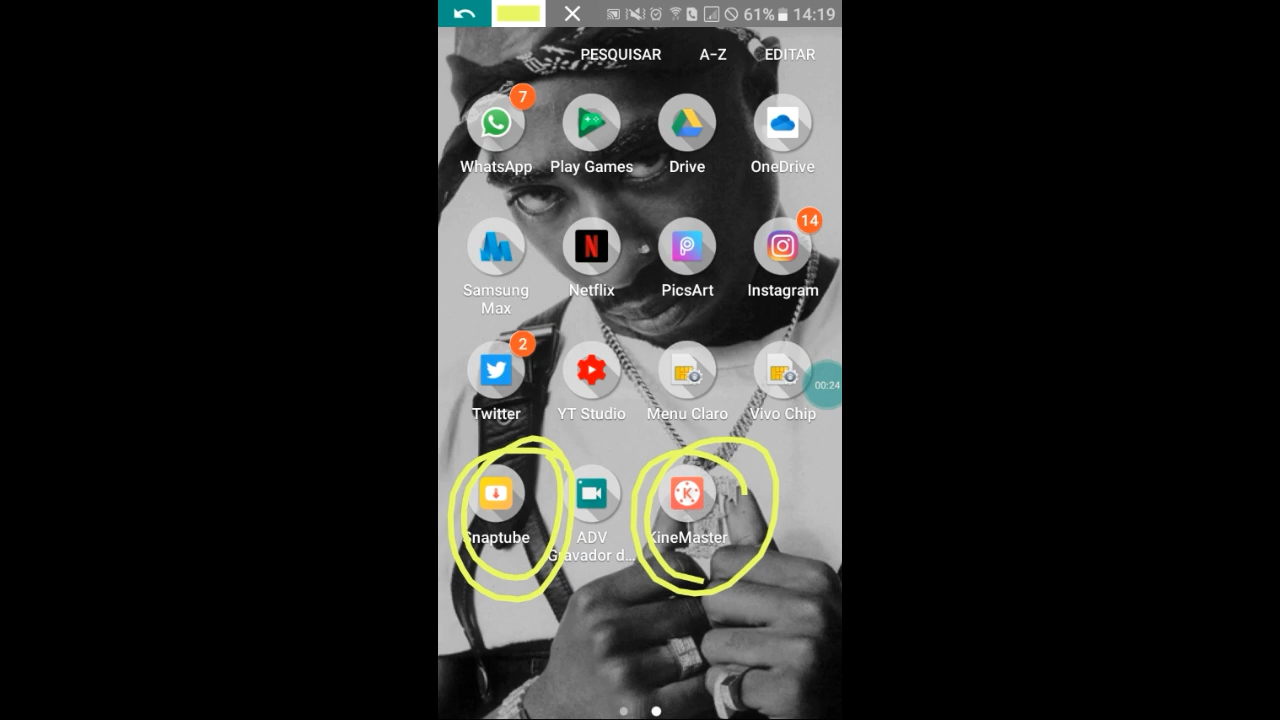 61% 14:19
PESQUISAR A-Z EDITAR
7
WhatsApp Play Games Drive OneDrive
14
Samsung Max Netflix PicsArt Instagram
2
00:24
Twitter YT Studio Menu Claro Vivo Chip
Snaptube ADV KineMaster
Gravador d...